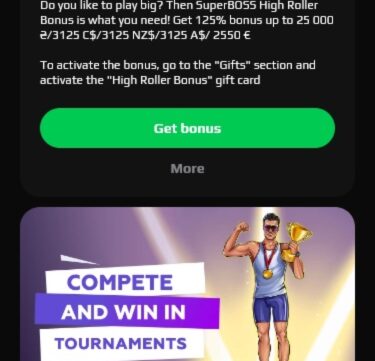 Do you like to play big? Then SuperBOSS High Roller
Bonus is what you need! Get 125% bonus up to 25 000
₴/3125 C$/3125 NZ$/3125 A$/ 2550 €
To activate the bonus, go to the "Gifts" section and
activate the "High Roller Bonus" gift card
Get bonus
More
COMPETE
AND WIN IN
TOURNAMENTS